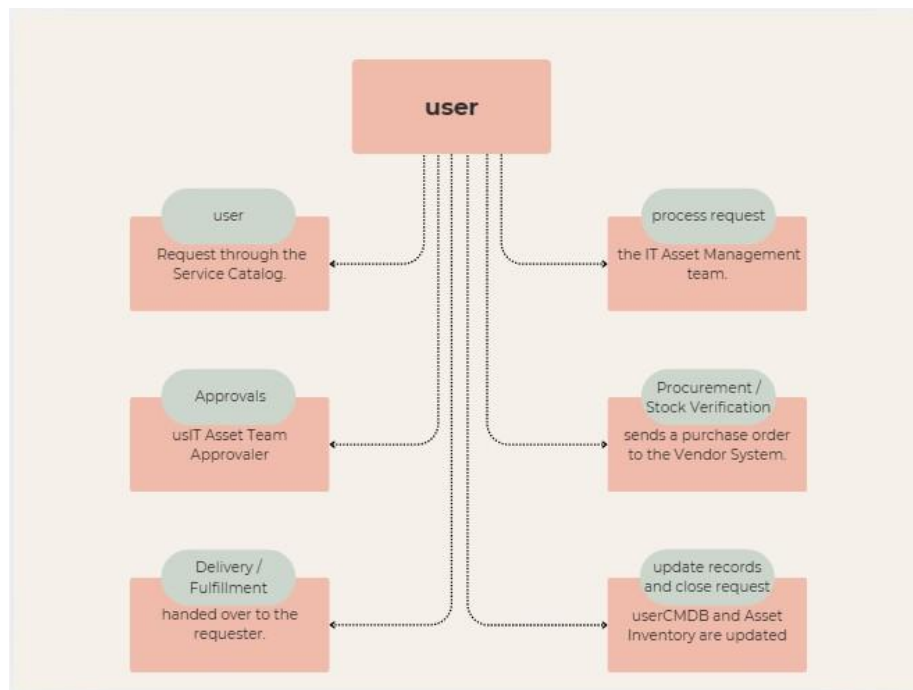 user
user
Request through the
Service Catalog.
process request
the IT Asset Management
team.
Approvals
usIT Asset Team
Approvaler
Procurement /
Stock Verification
sends a purchase order
to the Vendor System.
Delivery /
Fulfillment
handed over to the
requester.
update records
and close request
userCMDB and Asset
Inventory are updated